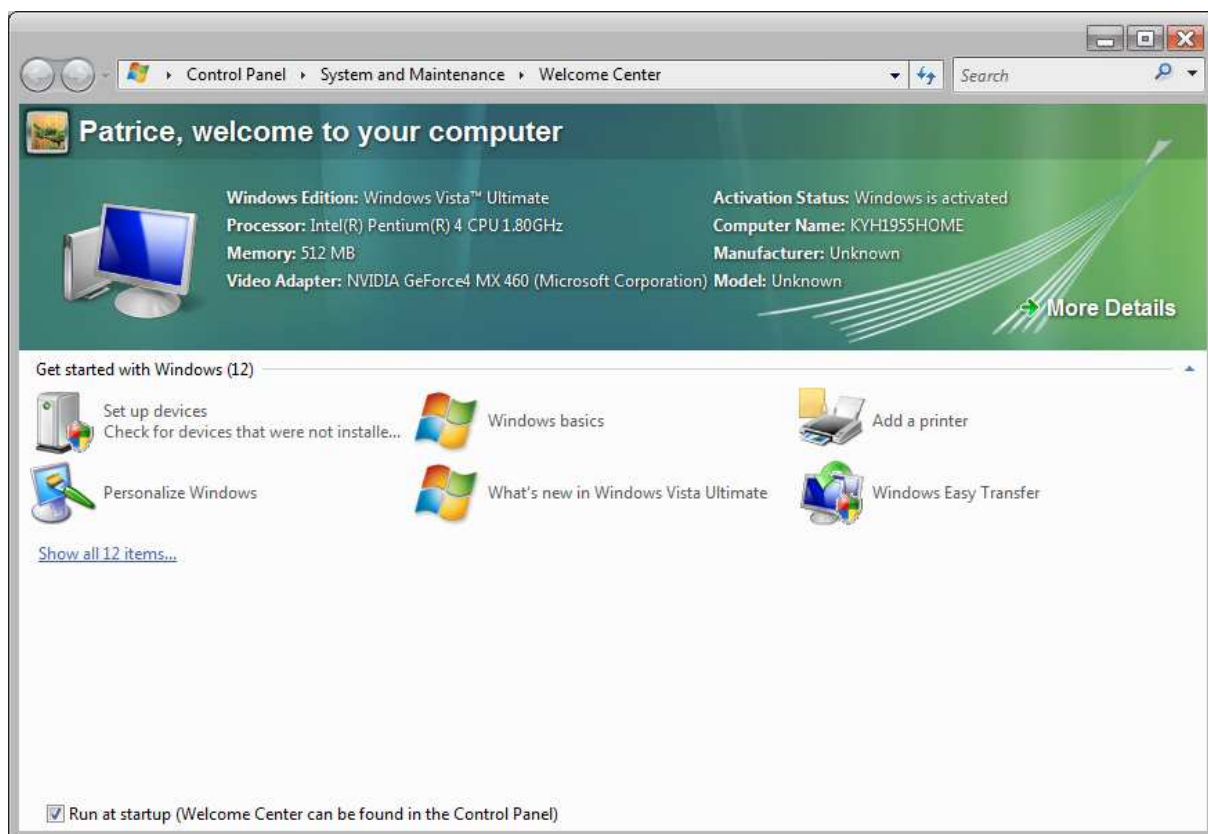 Control Panel Ⓘ System and Maintenance Ⓘ Welcome Center
Search
Patrice, welcome to your computer
Windows Edition: Windows Vista™ Ultimate
Activation Status: Windows is activated
Processor: Intel(R) Pentium(R) 4 CPU 1.80GHz
Computer Name: KYH1955HOME
Memory: 512 MB
Manufacturer: Unknown
Video Adapter: NVIDIA GeForce4 MX 460 (Microsoft Corporation)
Model: Unknown
More Details
Get started with Windows (12)
Set up devices
Check for devices that were not installe...
Windows basics
Add a printer
Personalize Windows
What's new in Windows Vista Ultimate
Windows Easy Transfer
Show all 12 items...
Run at startup (Welcome Center can be found in the Control Panel)